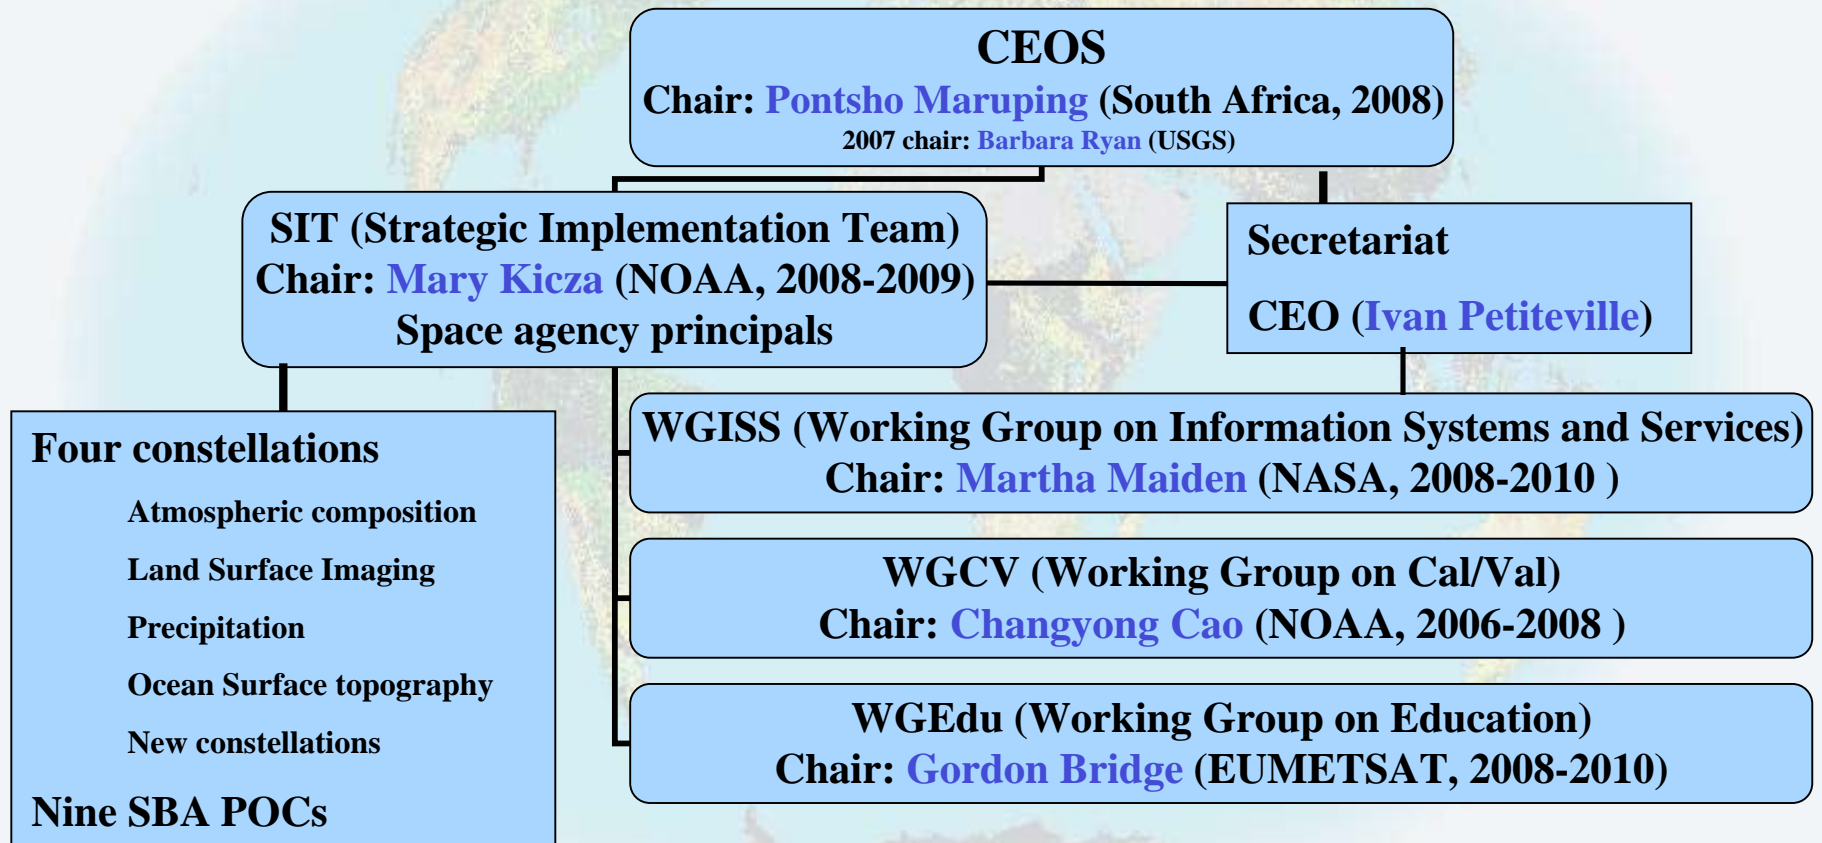 CEOS
Chair: Pontsho Maruping (South Africa, 2008)
2007 chair: Barbara Ryan (USGS)
SIT (Strategic Implementation Team)
Chair: Mary Kicza (NOAA, 2008-2009)
Space agency principals
Secretariat
CEO (Ivan Petiteville)
Four constellations
Atmospheric composition
Land Surface Imaging
Precipitation
Ocean Surface topography
New constellations
Nine SBA POCs
WGISS (Working Group on Information Systems and Services)
Chair: Martha Maiden (NASA, 2008-2010 )
WGCV (Working Group on Cal/Val)
Chair: Changyong Cao (NOAA, 2006-2008 )
WGEdu (Working Group on Education)
Chair: Gordon Bridge (EUMETSAT, 2008-2010)